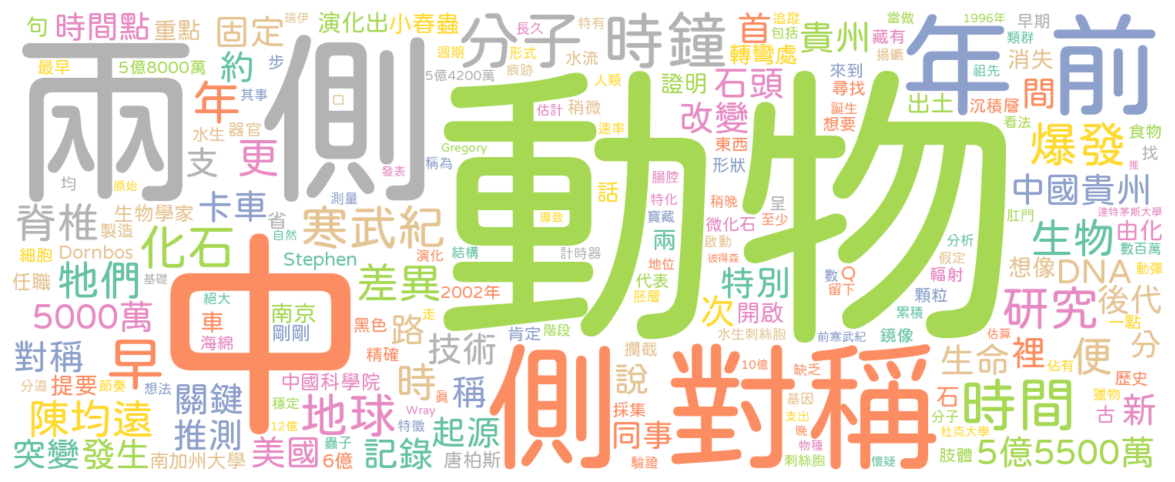 兩側
動物
中
側對稱
年前
分子時鐘
句
時間點
重點
固定
演化出
小春蟲
長久
特有
首
追蹤
包括
貴州
當做
藏有
1996年
早期
類群
揚鑣
消失
祖先
瑞伊
最早
5億8000萬
約
步
週期
形式
水流
痕跡
轉彎處
5億4200萬
人類
證明
石頭
來到
尋找
出土
沉積層
間
年
其事
估計
稍微
改變
誕生
想要
看法
爆發
食物
找
水生
器官
支
更
Gregory
速率
東西
形狀
推
均
原始
發表
稱為
話
腸腔
特化
稍晚
寶藏
呈
至少
中國貴州
肛門
達特茅斯大學
脊椎
生物學家
製造
卡車
省
測量
寒武紀
導致
微化石
兩
啟動
生物
由化
數百萬
細胞
Dornbos
化石
自然
Stephen
演化
結構
計時器
地位
彼得森
分析
假定
任職
牠們
基礎
差異
2002年
胚層
代表
特別
數
Q
留下
輻射
想像
DNA
後代
動彈
5000萬
絕大
車
海綿
南京
剛剛
黑色
路
走
肯定
階段
次
開啟
顆粒
累積
研究
一點
水生刺絲胞
前寒武紀
鏡像
估算
對稱
早
精確
技術
攔截
說
10億
缺乏
生命
裡
便
佔有
分
分道
節奏
提要
想法
中國科學院
時
稱
基因
石
獵物
歷史
古
新
陳均遠
關鍵
推測
穩定
12億
地球
Wray
真
特徵
採集
同事
支出
晚
物種
分子
時間
杜克大學
突變
發生
南加州大學
美國
蟲子
6億
記錄
起源
唐柏斯
驗證
刺絲胞
懷疑
肢體
5億5500萬